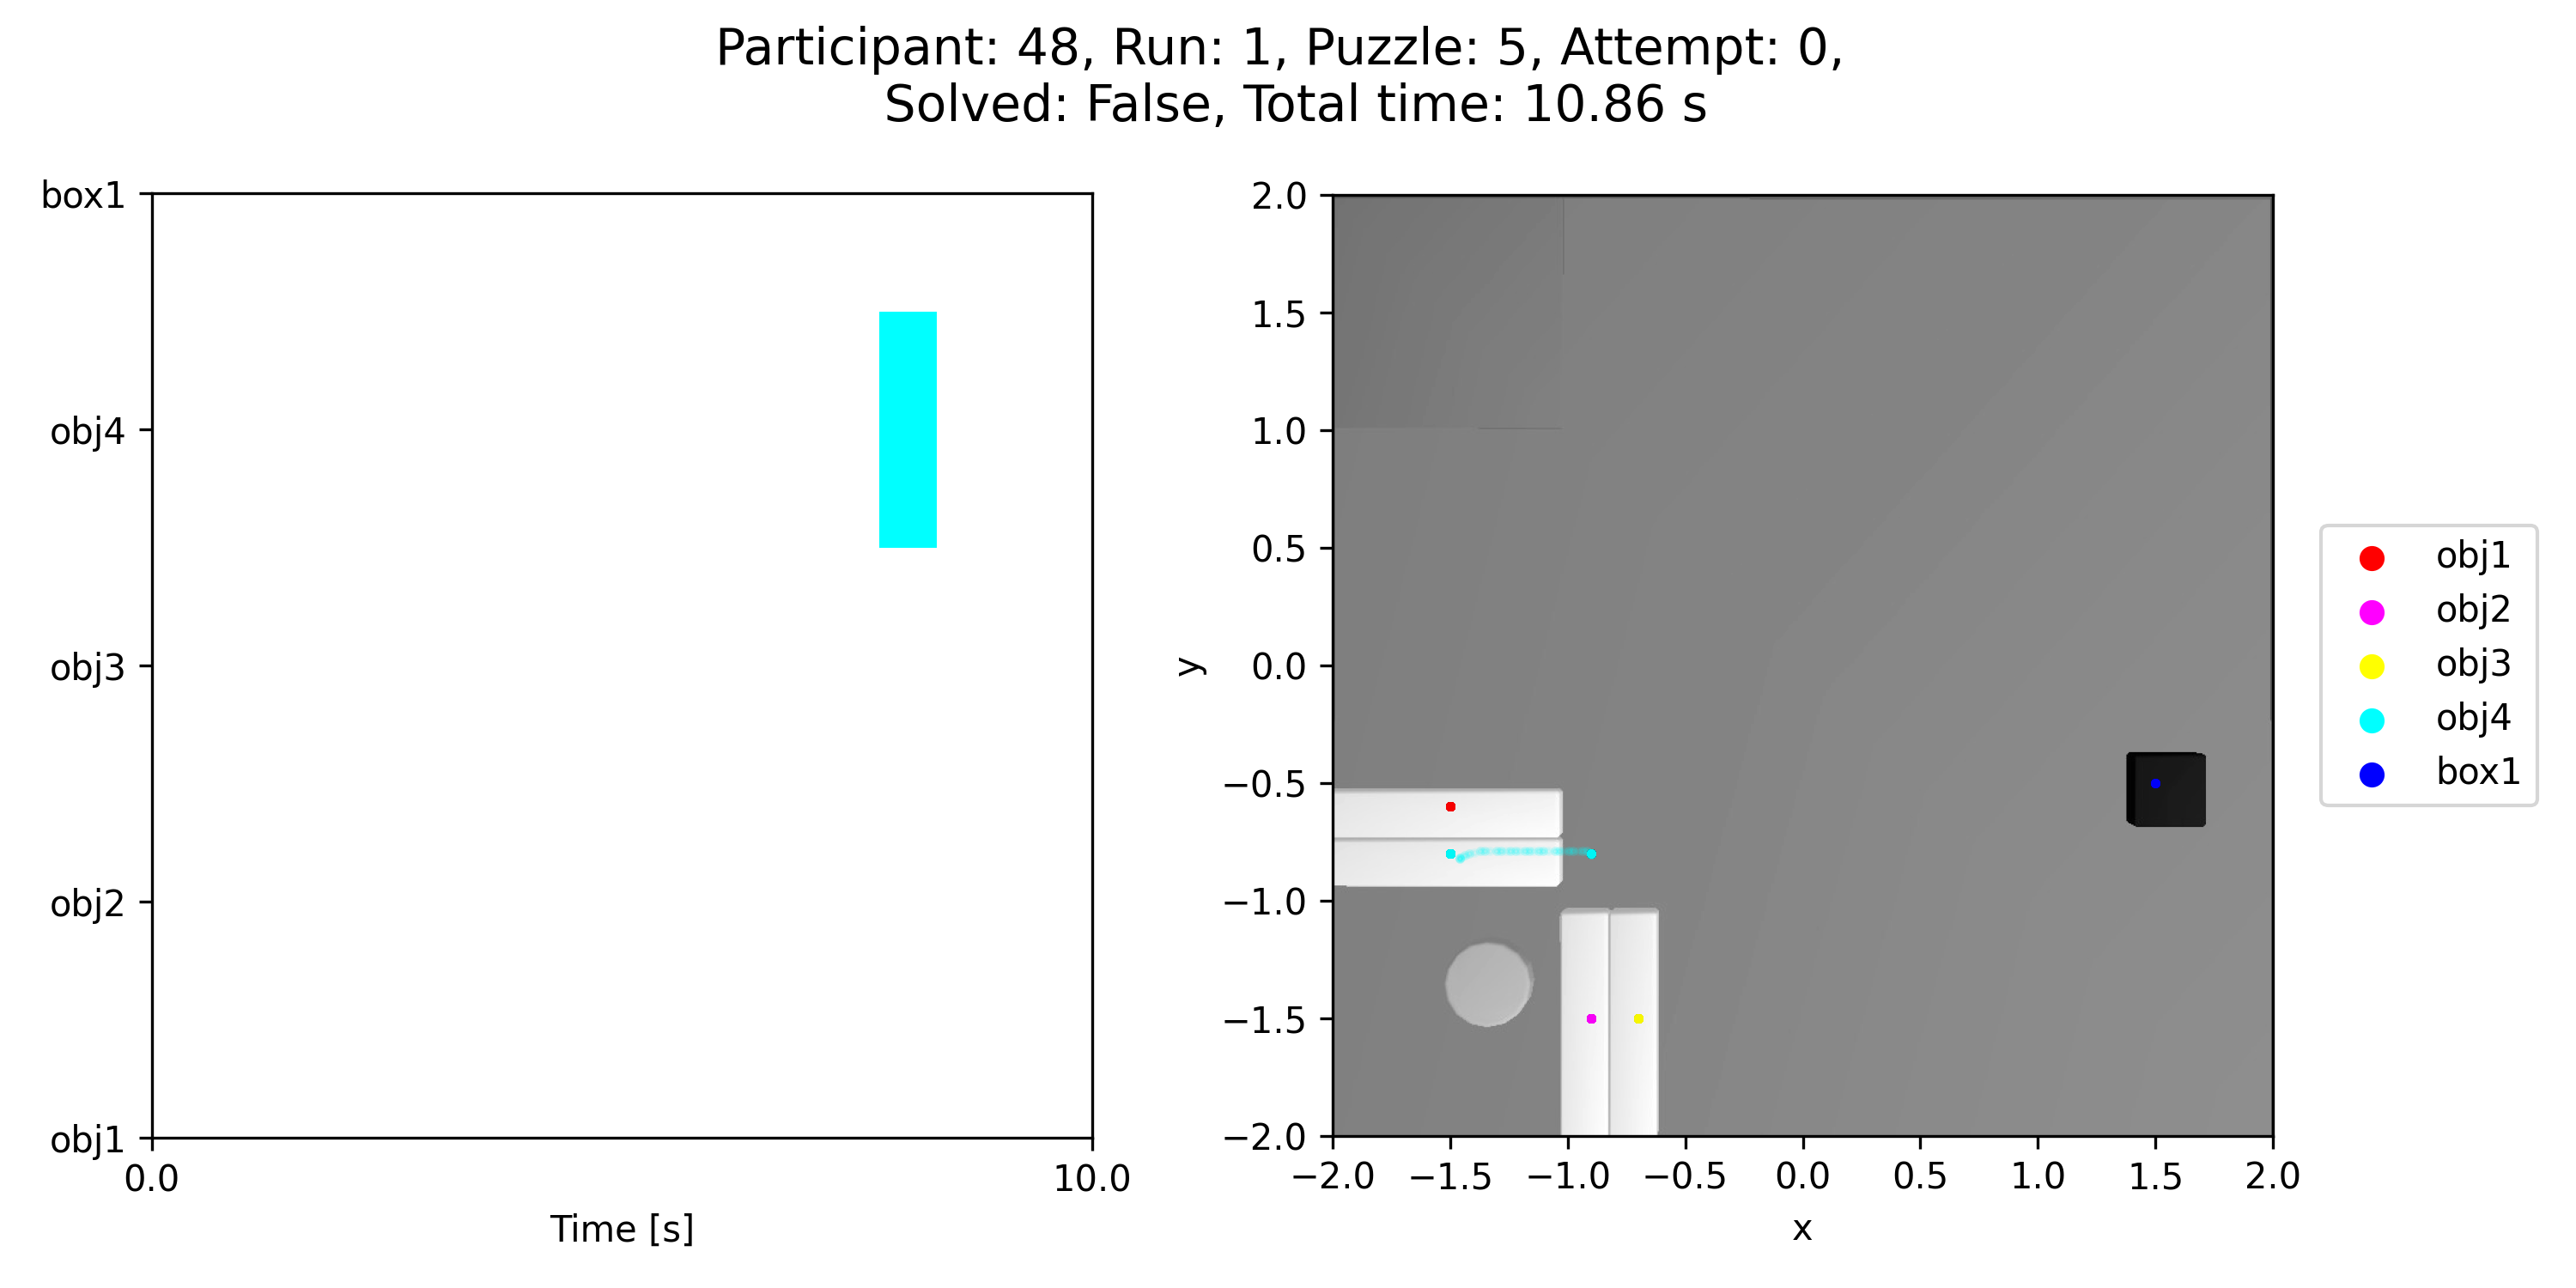 Participant: 48, Run: 1, Puzzle: 5, Attempt: 0,
Solved: False, Total time: 10.86 s
box1
obj4
obj3
obj2
obj1
0.0
10.0
Time [s]
2.0
1.5
1.0
0.5
0.0
−0.5
−1.0
−1.5
−2.0
y
−2.0
−1.5
−1.0
−0.5
0.0
0.5
1.0
1.5
2.0
x
obj1
obj2
obj3
obj4
box1